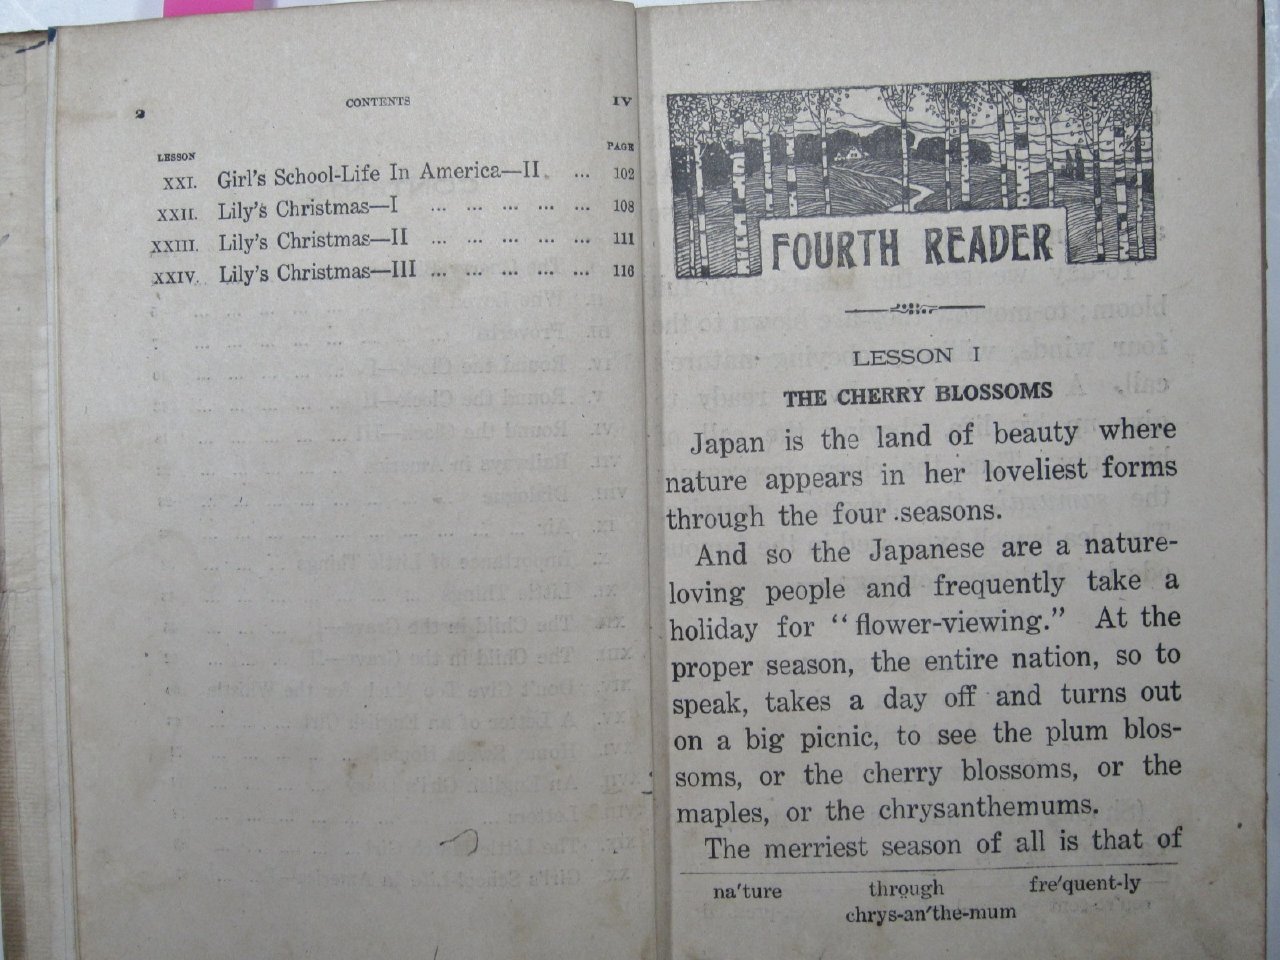 2 CONTENTS IV
LESSON PAGE
XXI. Girl's School-Life In America—II ... 102
XXII. Lily's Christmas—I ... ... ... ... ... 108
XXIII. Lily's Christmas—II ... ... ... ... ... 111
XXIV. Lily's Christmas—III ... ... ... ... ... 116
FOURTH READER
LESSON I
THE CHERRY BLOSSOMS
Japan is the land of beauty where
nature appears in her loveliest forms
through the four seasons.
And so the Japanese are a nature-
loving people and frequently take a
holiday for "flower-viewing." At the
proper season, the entire nation, so to
speak, takes a day off and turns out
on a big picnic, to see the plum blos-
soms, or the cherry blossoms, or the
maples, or the chrysanthemums.
The merriest season of all is that of
na'ture through fre'quent-ly
chrys-an'the-mum